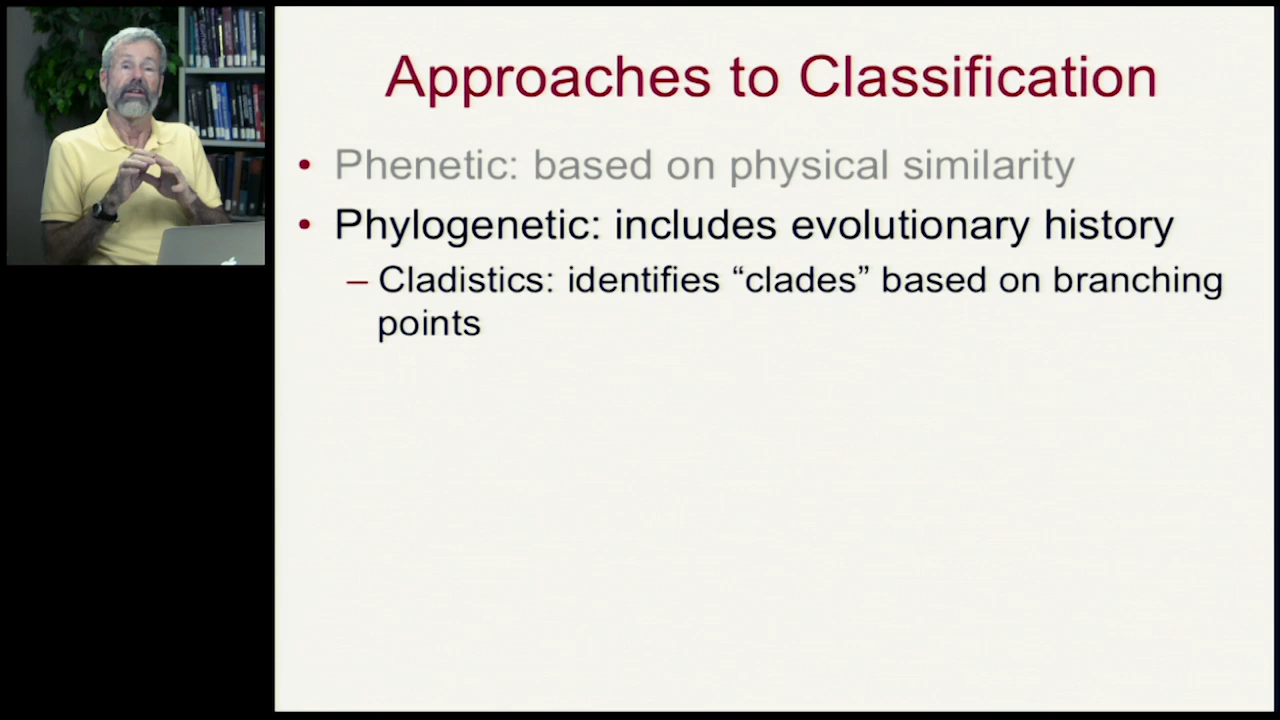 Approaches to Classification
• Phenetic: based on physical similarity
• Phylogenetic: includes evolutionary history
– Cladistics: identifies “clades” based on branching
points